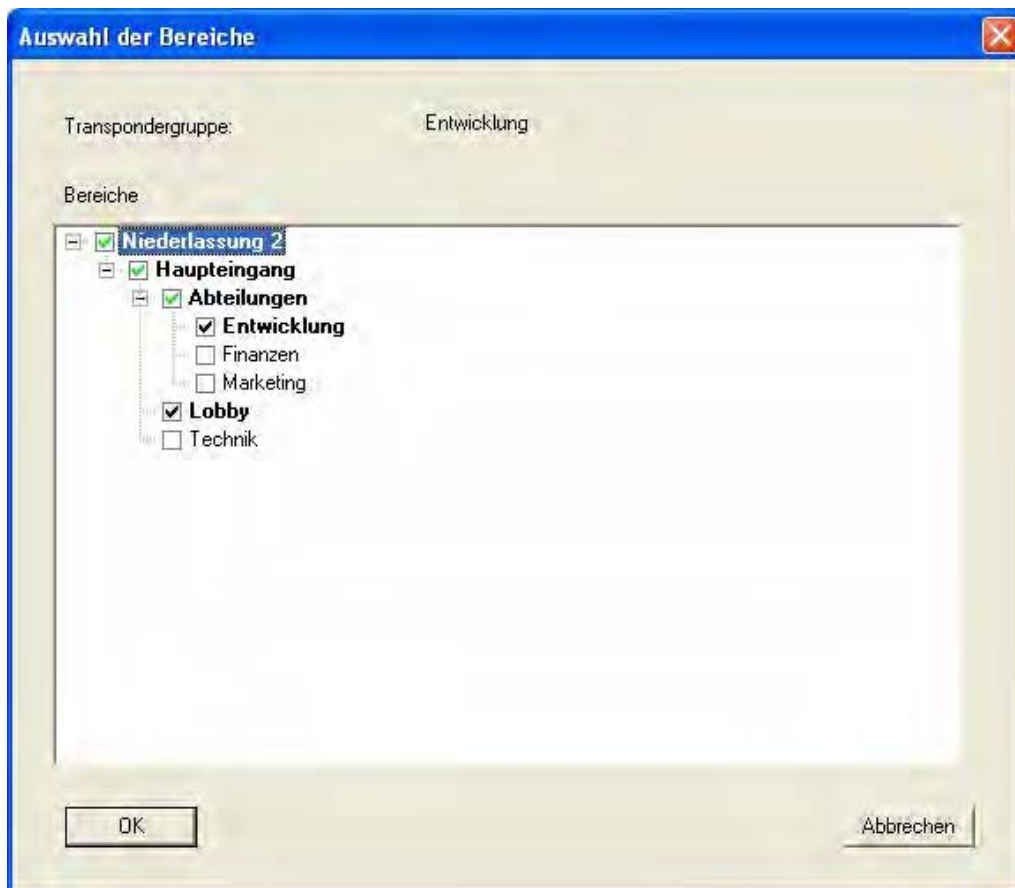 Auswahl der Bereiche
Transpondergruppe: Entwicklung
Bereiche
Niederlassung 2
Haupteingang
Abteilungen
Entwicklung
Finanzen
Marketing
Lobby
Technik
OK Abbrechen